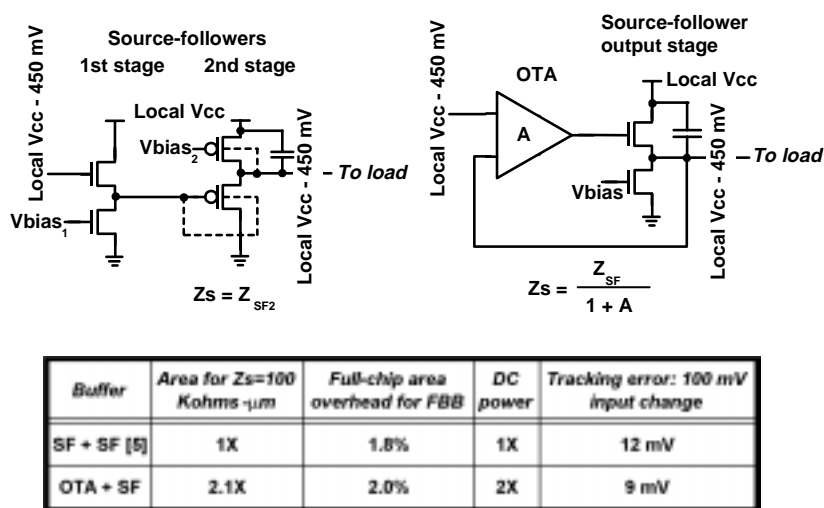 Source-followers
1st stage 2nd stage
Local Vcc - 450 mV
Local Vcc
Vbias2
Vbias1
Local Vcc - 450 mV
To load
Zs = Z SF2
Source-follower
output stage
OTA
Local Vcc - 450 mV
A
Local Vcc
Vbias
Local Vcc - 450 mV
To load
Zs = Z SF
1 + A
Buffer Area for Zs=100 Kohms-μm Full-chip area overhead for FBB DC power Tracking error: 100 mV input change
SF + SF [5] 1X 1.8% 1X 12 mV
OTA + SF 2.1X 2.0% 2X 9 mV